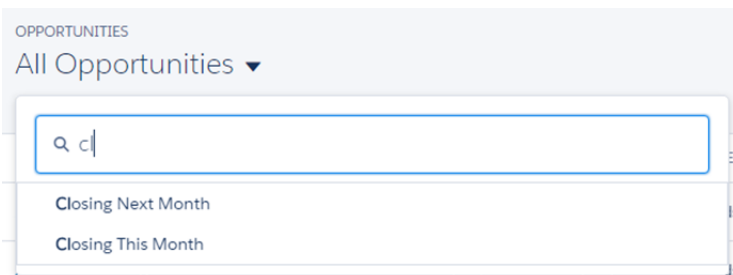 OPPORTUNITIES
All Opportunities
cl
Closing Next Month
Closing This Month